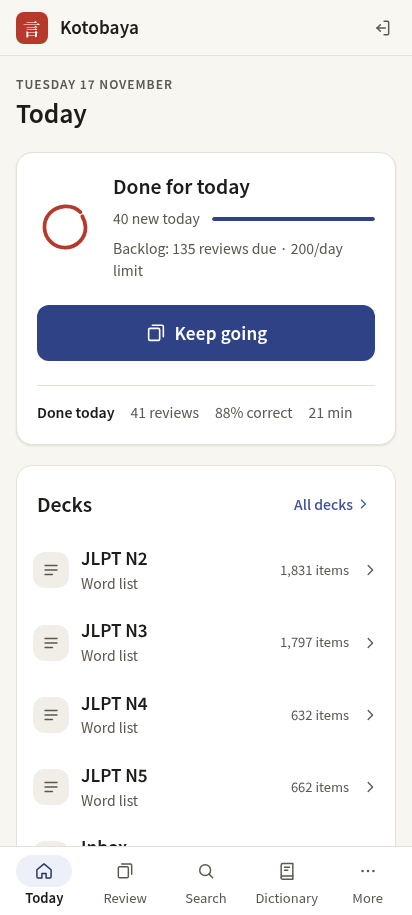 言 Kotobaya
TUESDAY 17 NOVEMBER
Today
Done for today
40 new today
Backlog: 135 reviews due · 200/day
limit
Keep going
Done today 41 reviews 88% correct 21 min
Decks All decks
JLPT N2
Word list
1,831 items
JLPT N3
Word list
1,797 items
JLPT N4
Word list
632 items
JLPT N5
Word list
662 items
Inbox
Today Review Search Dictionary More